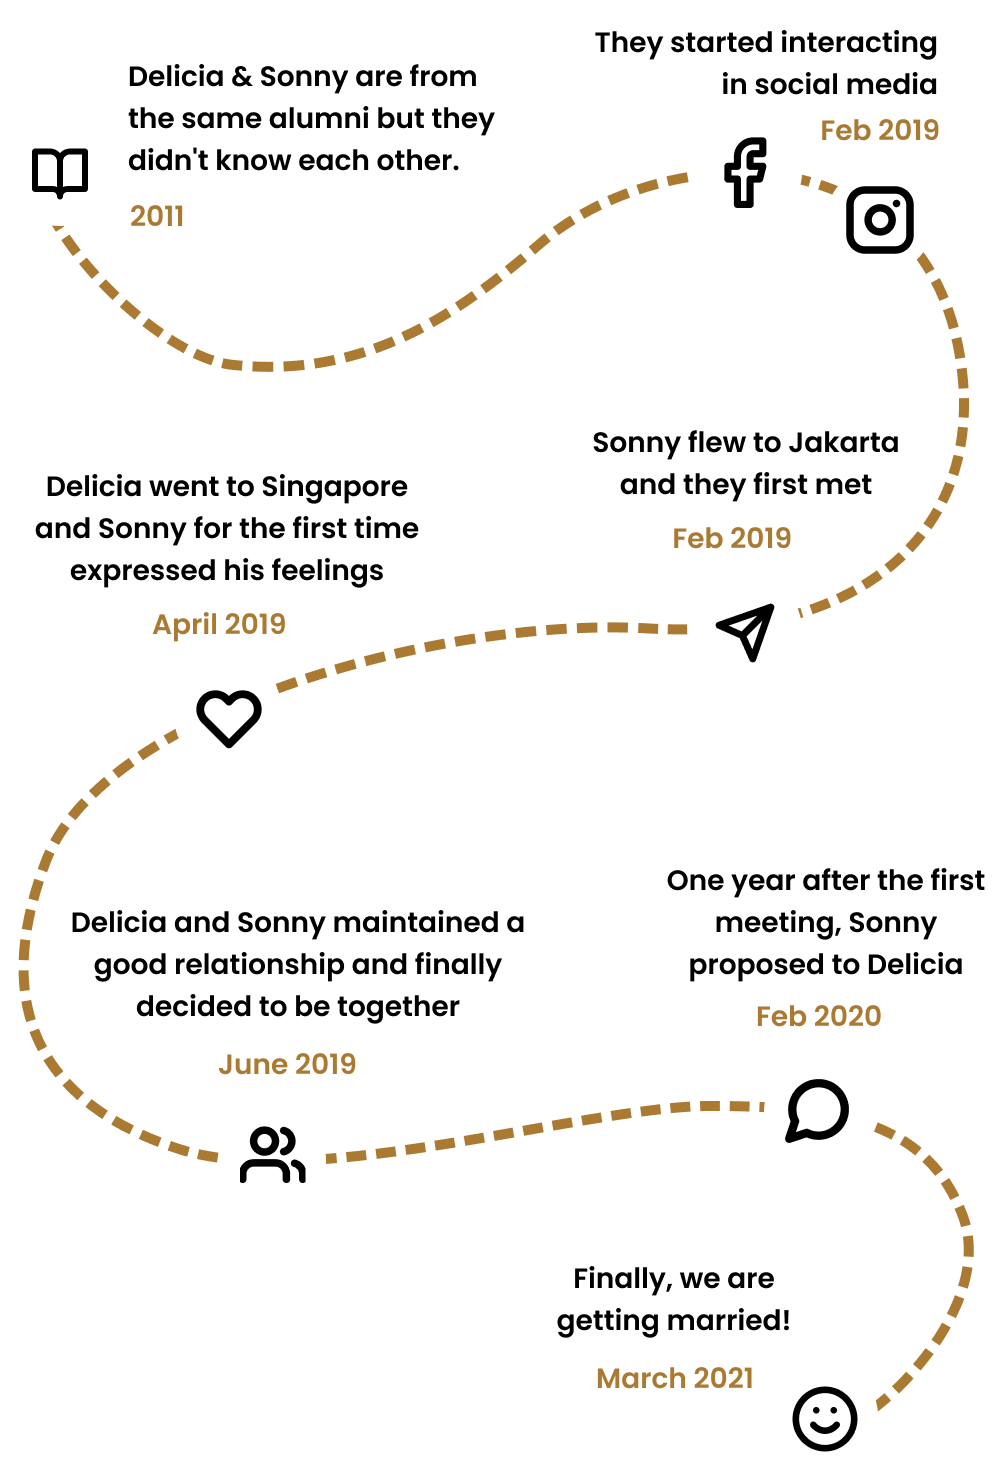 Delicia & Sonny are from
the same alumni but they
didn't know each other.
2011
They started interacting
in social media
Feb 2019
Sonny flew to Jakarta
and they first met
Feb 2019
Delicia went to Singapore
and Sonny for the first time
expressed his feelings
April 2019
Delicia and Sonny maintained a
good relationship and finally
decided to be together
June 2019
One year after the first
meeting, Sonny
proposed to Delicia
Feb 2020
Finally, we are
getting married!
March 2021